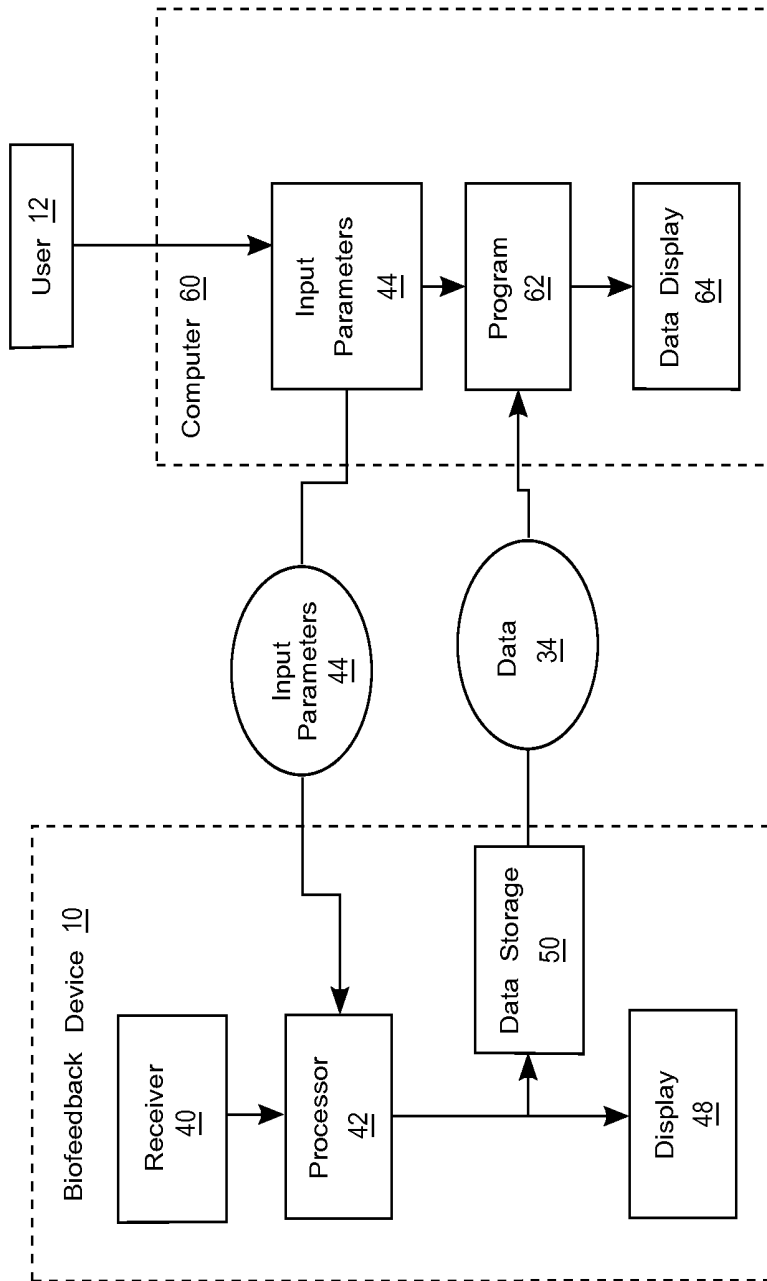 Biofeedback Device 10
Receiver
40
Processor
42
Data Storage
50
Display
48
Input
Parameters
44
Data
34
User 12
Computer 60
Input
Parameters
44
Program
62
Data Display
64